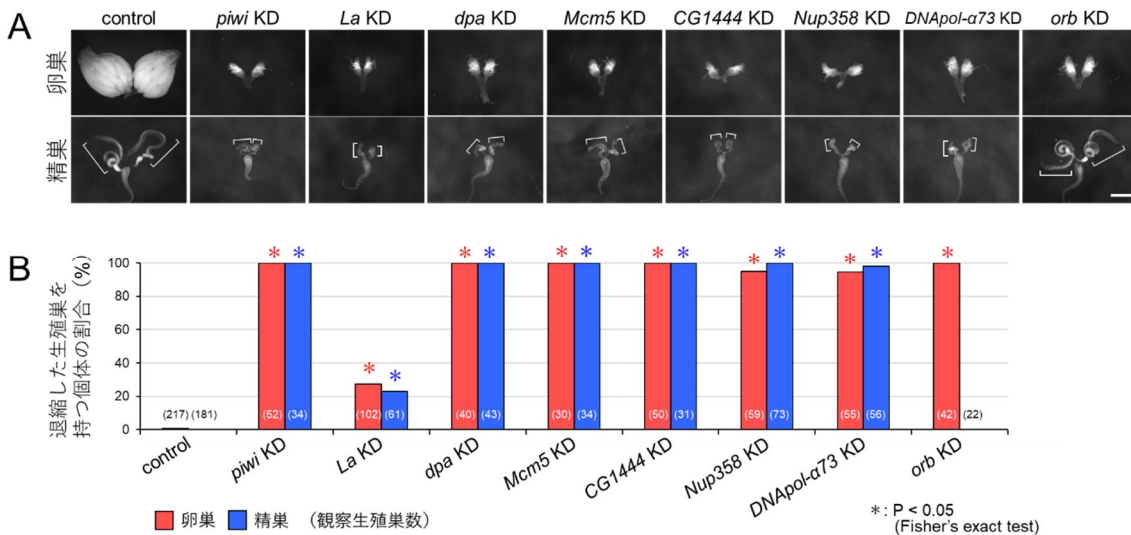 A
control piwi KD La KD dpa KD Mcm5 KD CG1444 KD Nup358 KD DNApol-α73 KD orb KD
卵巣
精巣
B
退縮した生殖巣を
持つ個体の割合（%）
100
80
60
40
20
0
* * * * * * * * * * * * * * *
(217) (181) (52) (34) (102) (61) (40) (43) (30) (34) (50) (31) (59) (73) (55) (56) (42) (22)
control piwi KD La KD dpa KD Mcm5 KD CG1444 KD Nup358 KD DNApol-α73 KD orb KD
卵巣 精巣 （観察生殖巣数）
*: P < 0.05
(Fisher's exact test)